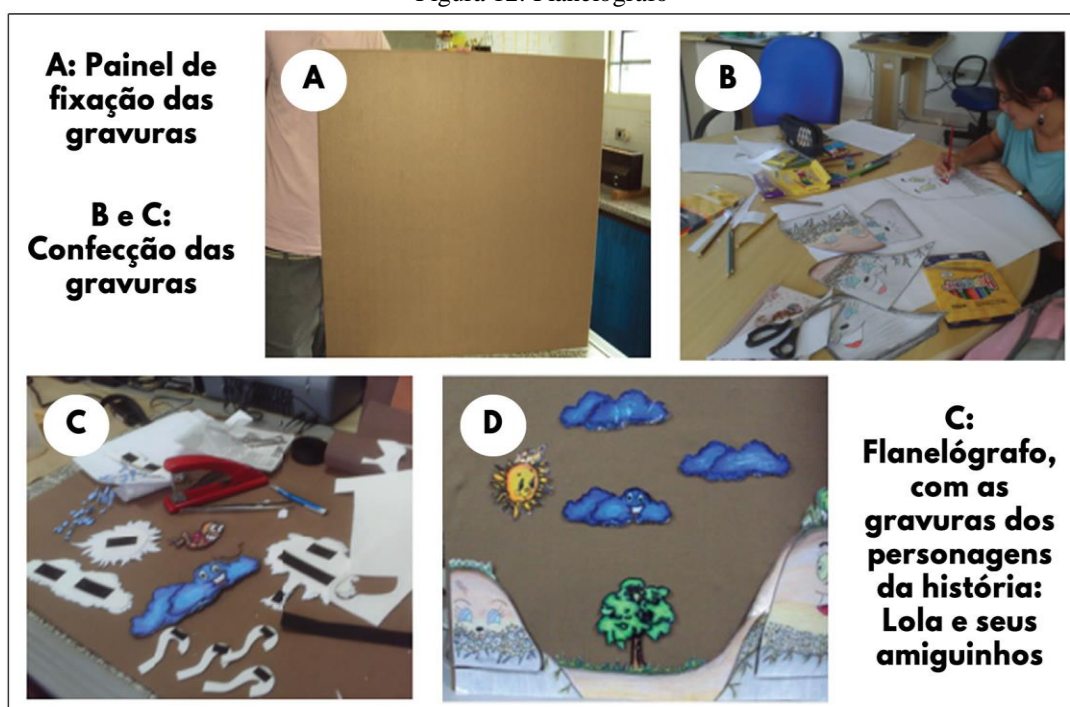 A: Painel de
fixação das
gravuras
A
B
B e C:
Confecção das
gravuras
C
D
C:
Flanelógrafo,
com as
gravuras dos
personagens
da história:
Lola e seus
amiguinhos